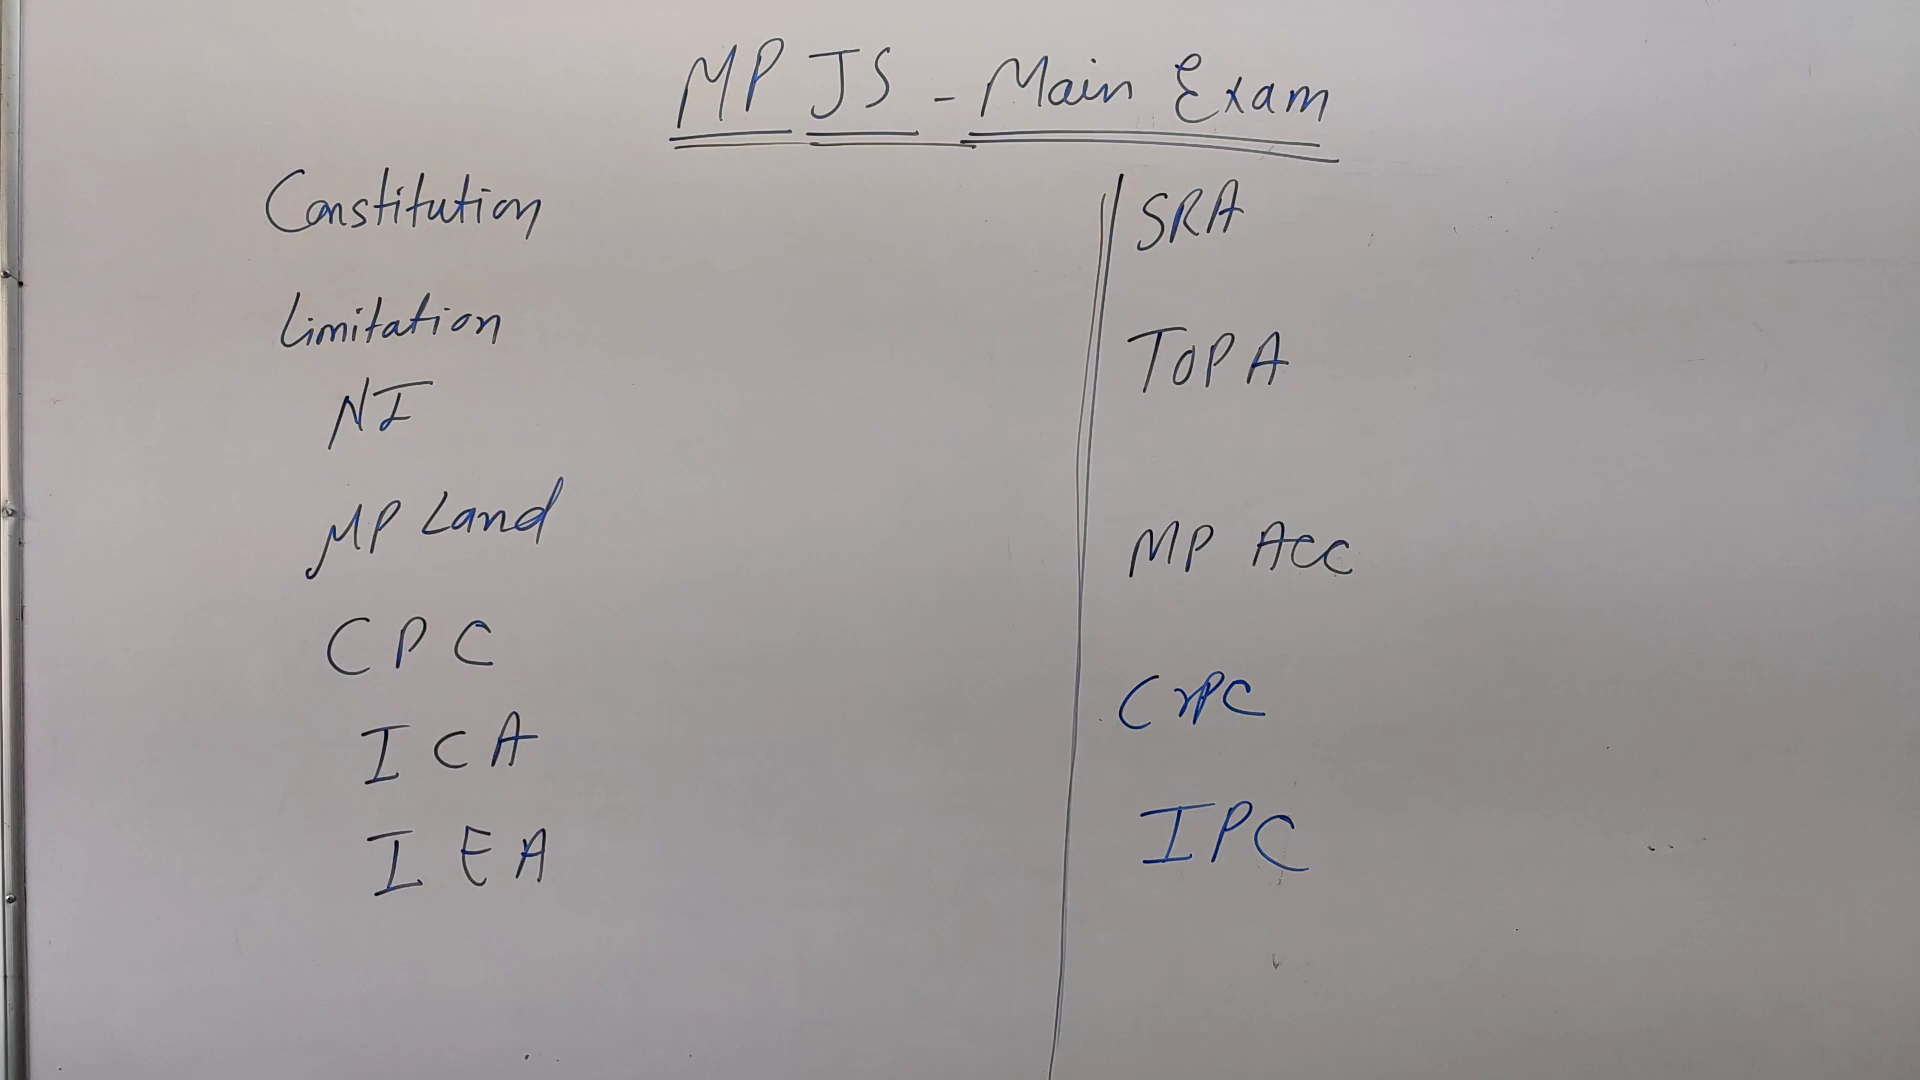 MP JS - Main Exam
Constitution
Limitation
NI
MP Land
CPC
ICA
IEA
SRA
TOPA
MP ACC
CrPC
IPC